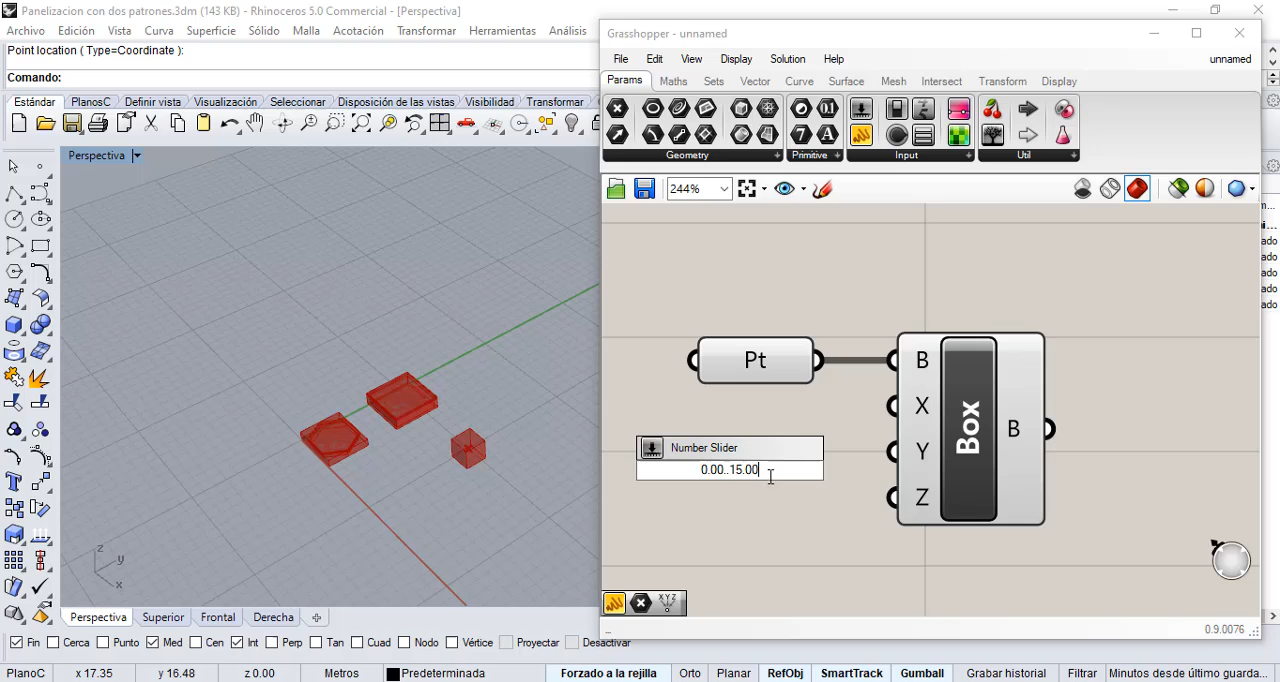 Panelizacion con dos patrones.3dm (143 KB) - Rhinoceros 5.0 Commercial - [Perspectiva]
Archivo Edición Vista Curva Superficie Sólido Malla Acotación Transformar Herramientas Análisis
Point location ( Type=Coordinate ):
Comando:
Estándar PlanosC Definir vista Visualización Seleccionar Disposición de las vistas Visibilidad Transformar
Perspectiva
z
y
x
Perspectiva Superior Frontal Derecha
Fin Cerca Punto Med Cen Int Perp Tan Cuad Nodo Vértice Proyectar Desactivar
PlanoC x 17.35 y 16.48 z 0.00 Metros Predeterminada Forzado a la rejilla Orto Planar RefObj SmartTrack Gumball Grabar historial Filtrar Minutos desde último guarda...
Grasshopper - unnamed
File Edit View Display Solution Help unnamed
Params Maths Sets Vector Curve Surface Mesh Intersect Transform Display
Geometry Primitive Input Util
244%
Pt
B
X
Y
Z
Box
B
Number Slider
0.00..15.00
XYZ
...
0.9.0076